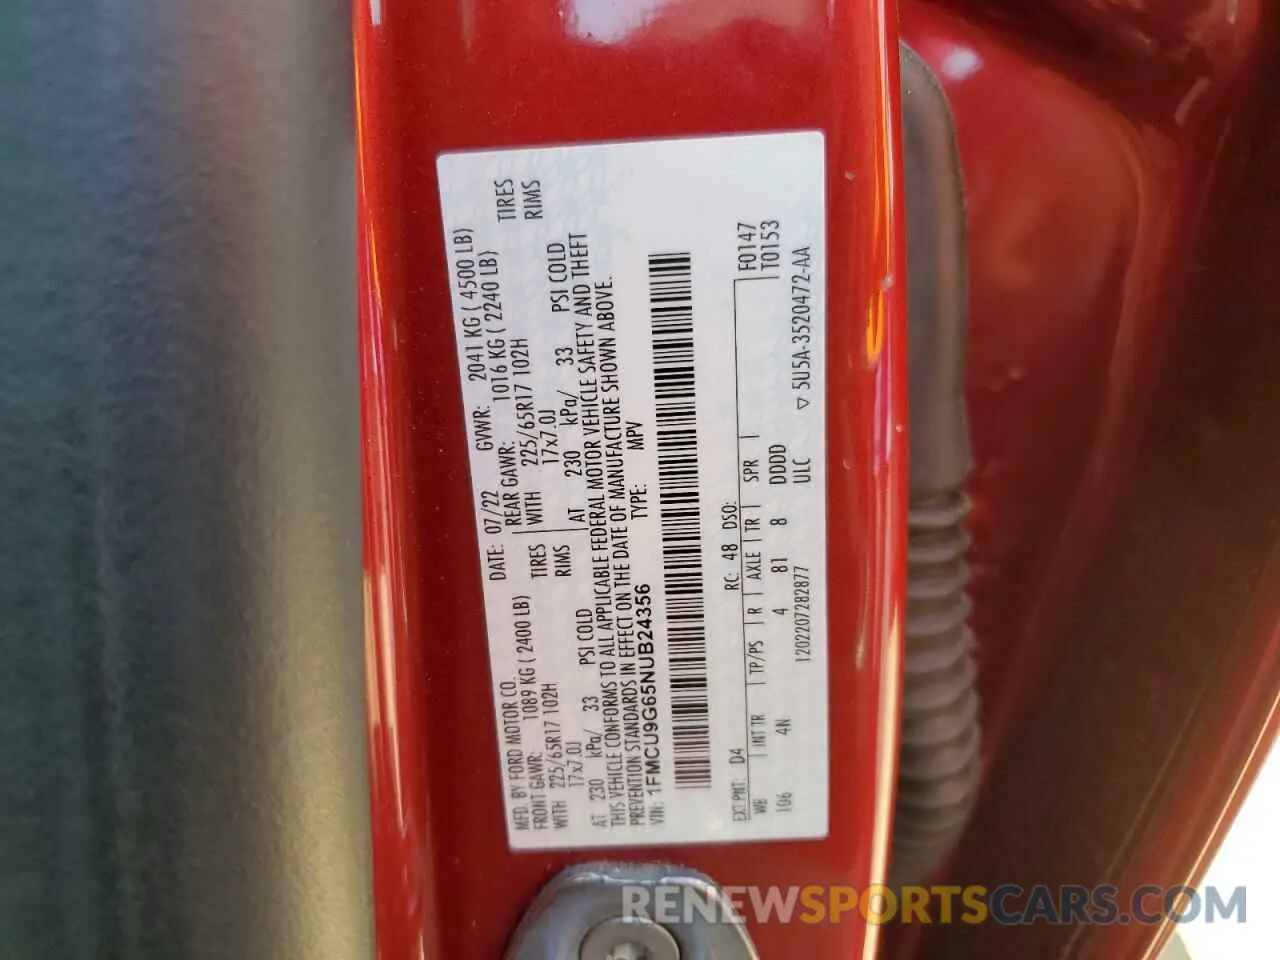 MFD. BY FORD MOTOR CO.
DATE: 07/22 GVWR: 2041 KG ( 4500 LB)
FRONT GAWR: 1089 KG ( 2400 LB) REAR GAWR: 1016 KG ( 2240 LB)
WITH 225/65R17 102H TIRES WITH 225/65R17 102H TIRES
17x7.0J RIMS 17x7.0J RIMS
AT 230 kPa/ 33 PSI COLD AT 230 kPa/ 33 PSI COLD
THIS VEHICLE CONFORMS TO ALL APPLICABLE FEDERAL MOTOR VEHICLE SAFETY AND THEFT
PREVENTION STANDARDS IN EFFECT ON THE DATE OF MANUFACTURE SHOWN ABOVE.
VIN: 1FMCU9G65NUB24356 TYPE: MPV
EXT PNT: D4 RC: 48 DSO: F0147
WB INT TR TP/PS R AXLE TR SPR T0153
106 4N 4 81 8 DDDD
1202207282877 ULC ▽ 5U5A-3520472-AA
RENEWSPORTSCARS.COM